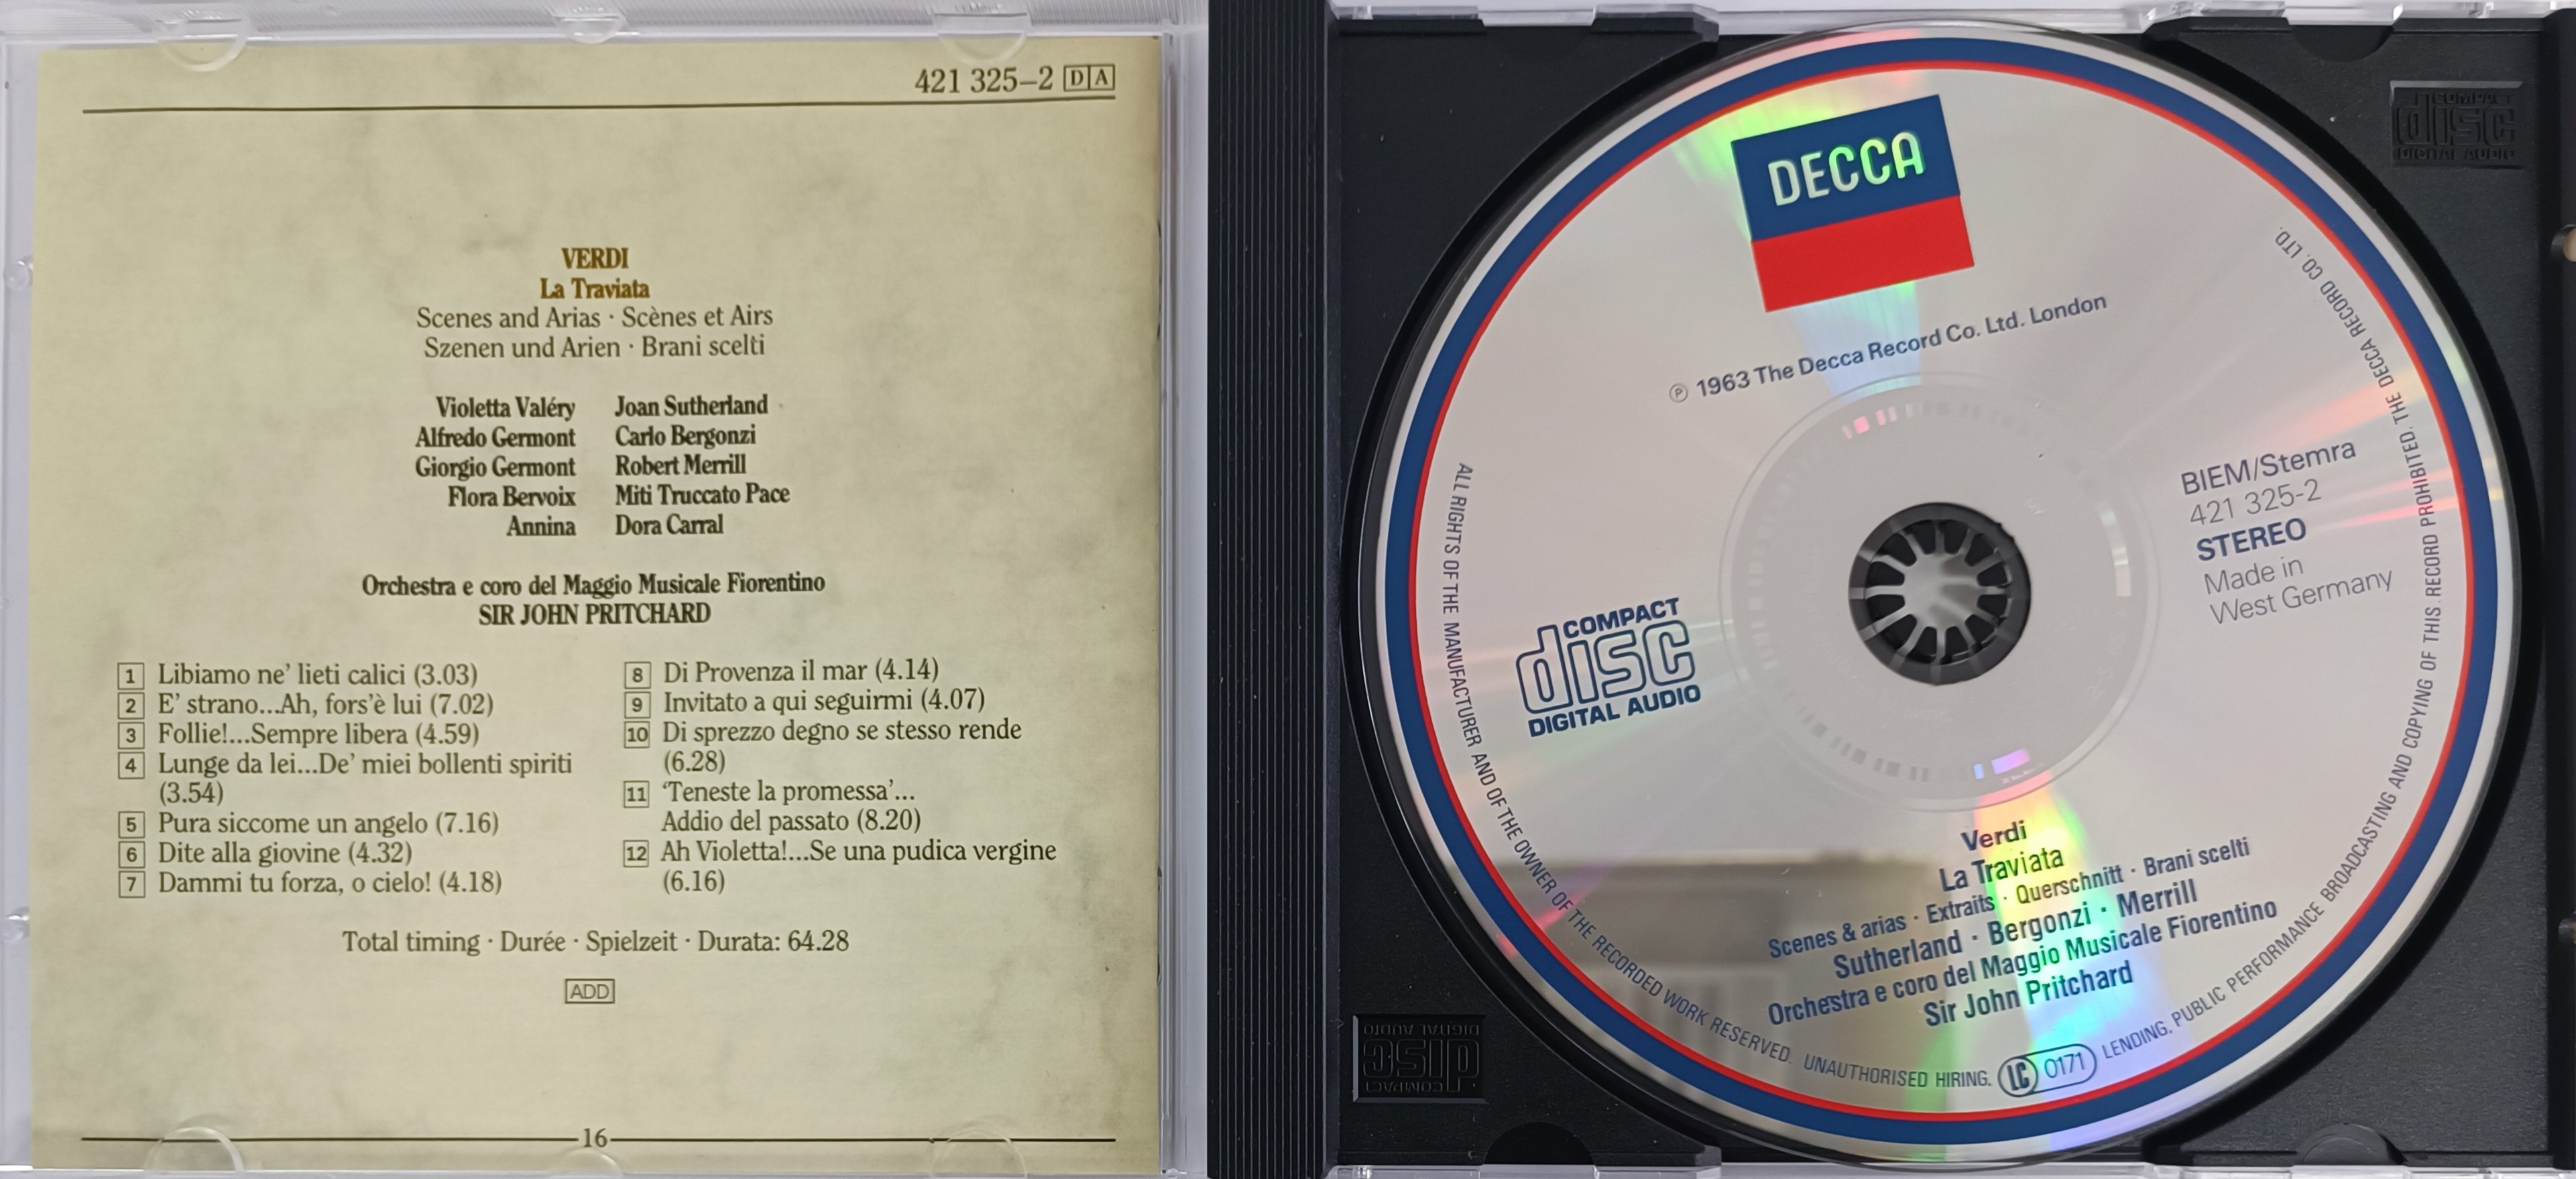 421 325–2 DA
VERDI
La Traviata
Scenes and Arias · Scènes et Airs
Szenen und Arien · Brani scelti
Violetta Valéry Joan Sutherland
Alfredo Germont Carlo Bergonzi
Giorgio Germont Robert Merrill
Flora Bervoix Miti Truccato Pace
Annina Dora Carral
Orchestra e coro del Maggio Musicale Fiorentino
SIR JOHN PRITCHARD
1 Libiamo ne’ lieti calici (3.03)
2 E’ strano...Ah, fors’è lui (7.02)
3 Follie!...Sempre libera (4.59)
4 Lunge da lei...De’ miei bollenti spiriti
(3.54)
5 Pura siccome un angelo (7.16)
6 Dite alla giovine (4.32)
7 Dammi tu forza, o cielo! (4.18)
8 Di Provenza il mar (4.14)
9 Invitato a qui seguirmi (4.07)
10 Di sprezzo degno se stesso rende
(6.28)
11 ‘Teneste la promessa’...
Addio del passato (8.20)
12 Ah Violetta!...Se una pudica vergine
(6.16)
Total timing · Durée · Spielzeit · Durata: 64.28
ADD
16
DECCA
℗ 1963 The Decca Record Co. Ltd. London
BIEM/Stemra
421 325-2
STEREO
Made in
West Germany
COMPACT
disc
DIGITAL AUDIO
Verdi
La Traviata
Scenes & arias · Extraits · Querschnitt · Brani scelti
Sutherland · Bergonzi · Merrill
Orchestra e coro del Maggio Musicale Fiorentino
Sir John Pritchard
ALL RIGHTS OF THE MANUFACTURER AND OF THE OWNER OF THE RECORDED WORK RESERVED. UNAUTHORISED HIRING, LC 0171 LENDING, PUBLIC PERFORMANCE BROADCASTING AND COPYING OF THIS RECORD PROHIBITED. THE DECCA RECORD CO. LTD.
COMPACT
disc
DIGITAL AUDIO
COMPACT
disc
DIGITAL AUDIO